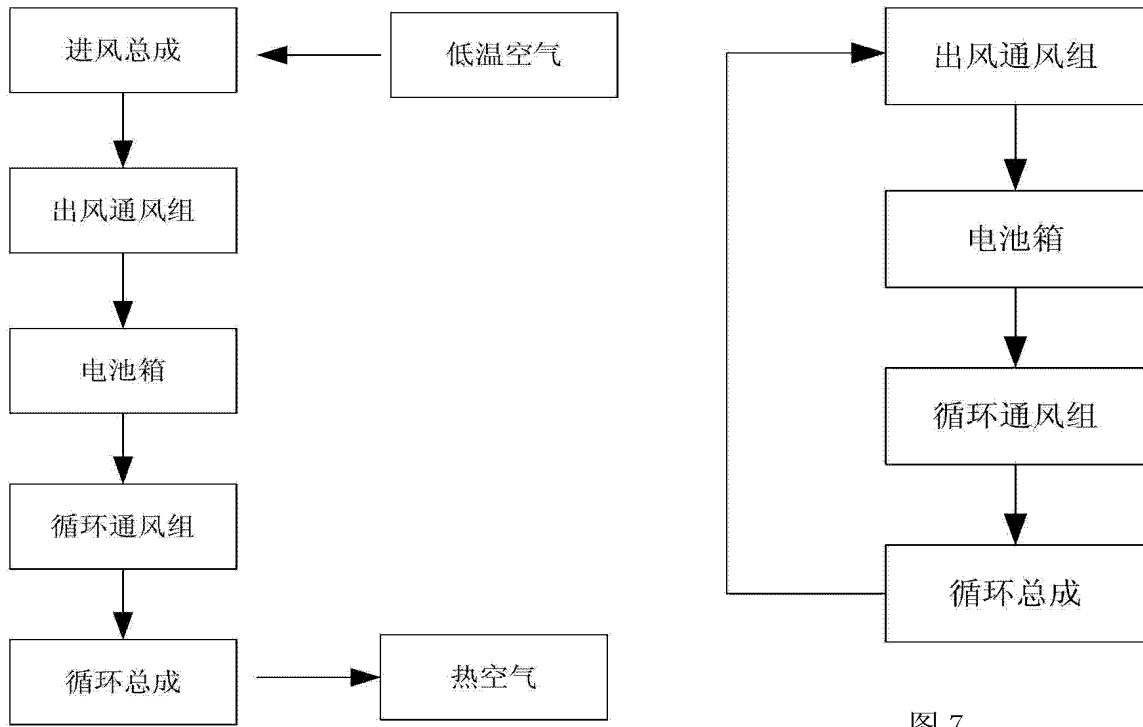 进风总成
低温空气
出风通风组
电池箱
循环通风组
循环总成
热空气
出风通风组
电池箱
循环通风组
循环总成
图 7